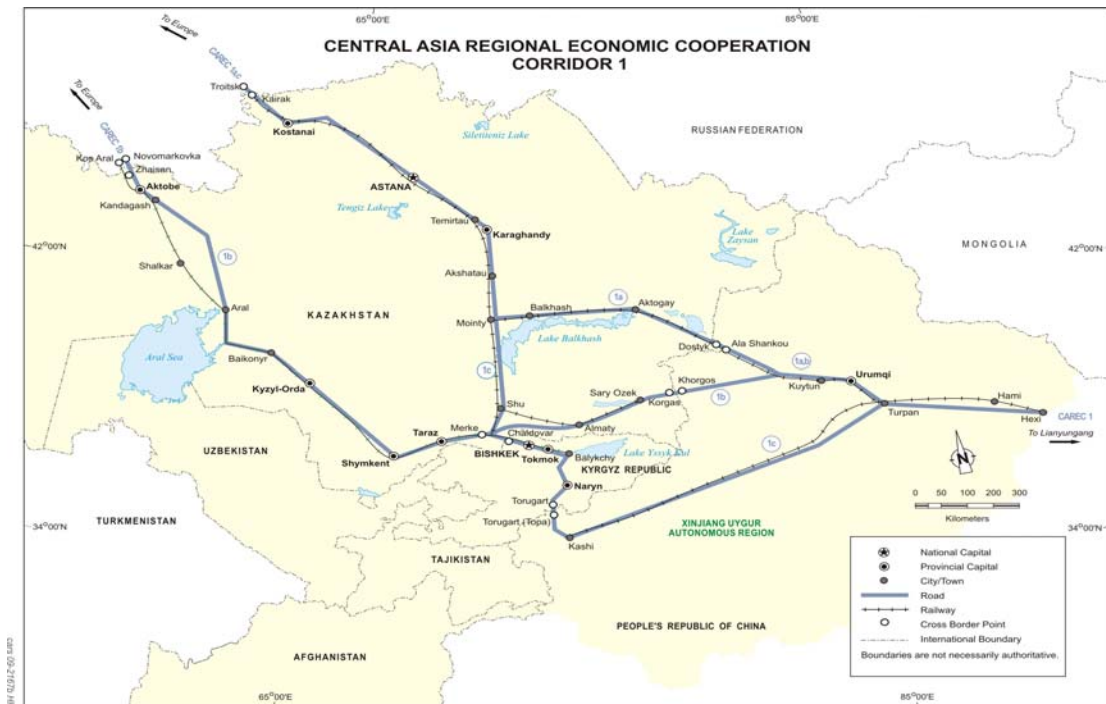 65°00'E
85°00'E
To Europe
CENTRAL ASIA REGIONAL ECONOMIC COOPERATION
CORRIDOR 1
CAREC 1a,c
Troitsk
Kairak
To Europe
Kostanai
Siletiteniz Lake
RUSSIAN FEDERATION
CAREC 1b
Kos Aral
Novomarkovka
Zhaisan
Aktobe
ASTANA
Kandagash
Tengiz Lake
Temirtau
Karaghandy
Lake
Zaysan
MONGOLIA
42°00'N
42°00'N
1b
Shalkar
Akshatau
Aral
KAZAKHSTAN
Mointy
Balkhash
1a
Aktogay
Aral Sea
Lake Balkhash
Dostyk
Ala Shankou
Baikonyr
1a,b
Urumqi
Kyzyl-Orda
1c
Khorgos
Kuytun
Sary Ozek
Korgas
1b
Shu
Hami
Turpan
Hexi
CAREC 1
Merke
Chaldovar
Almaty
To Lianyungang
Taraz
UZBEKISTAN
BISHKEK
1c
Shymkent
Tokmok
Balykchy
Lake Yssyk Kul
KYRGYZ REPUBLIC
N
Naryn
0 50 100 200 300
Kilometers
TURKMENISTAN
Torugart
34°00'N
Torugart (Topa)
XINJIANG UYGUR
AUTONOMOUS REGION
34°00'N
Kashi
TAJIKISTAN
National Capital
Provincial Capital
City/Town
Road
Railway
PEOPLE'S REPUBLIC OF CHINA
Cross Border Point
International Boundary
Boundaries are not necessarily authoritative.
AFGHANISTAN
65°00'E
85°00'E